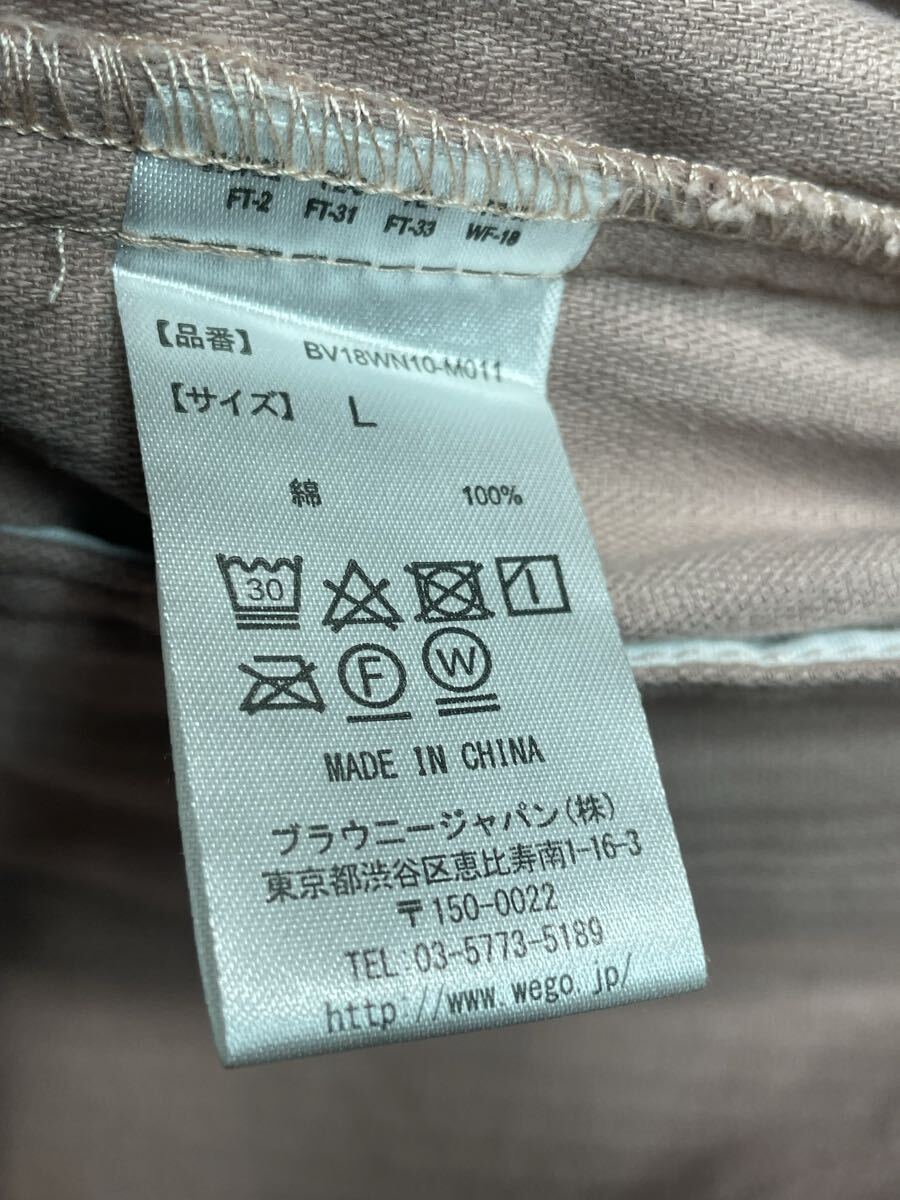 FT-2 FT-31 FT-33 WF-18
【品番】 BV18WN10-M011
【サイズ】 L
綿 100%
30
F W
MADE IN CHINA
ブラウニージャパン(株)
東京都渋谷区恵比寿南1-16-3
〒150-0022
TEL:03-5773-5189
http://www.wego.jp/